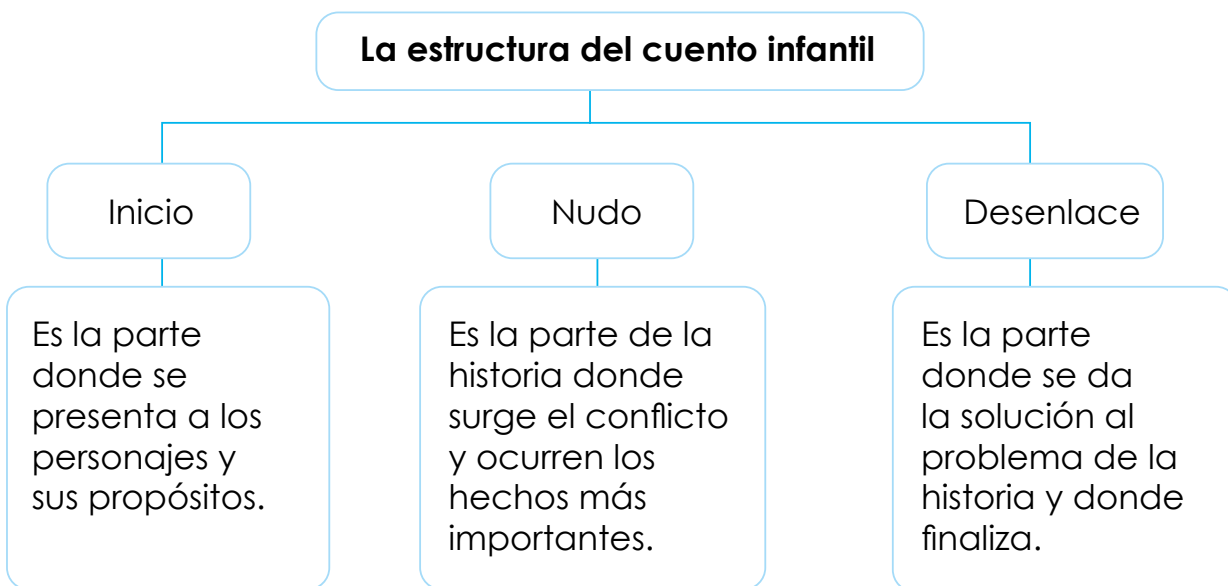 La estructura del cuento infantil
Inicio
Nudo
Desenlace
Es la parte
donde se
presenta a los
personajes y
sus propósitos.
Es la parte de la
historia donde
surge el conflicto
y ocurren los
hechos más
importantes.
Es la parte
donde se da
la solución al
problema de la
historia y donde
finaliza.